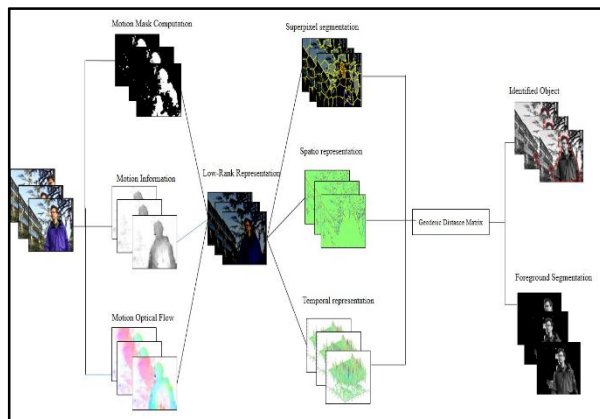 Motion Mask Computation
Superpixel segmentation
Identified Object
Motion Information
Low-Rank Representation
Spatio representation
Geodesic Distance Matrix
Motion Optical Flow
Temporal representation
Foreground Segmentation